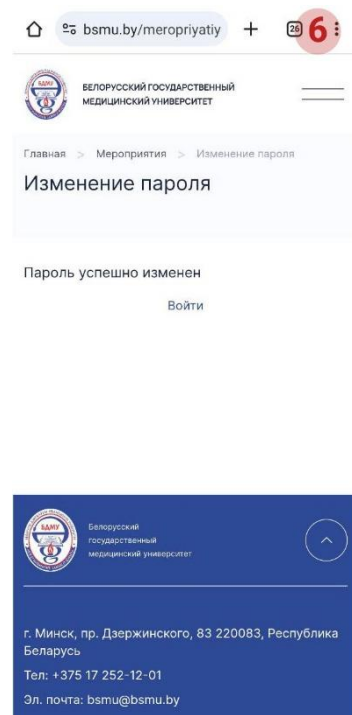 bsmu.by/meropriyatiy + 26 6
БДМУ
БЕЛОРУССКИЙ ГОСУДАРСТВЕННЫЙ
МЕДИЦИНСКИЙ УНИВЕРСИТЕТ
Главная > Мероприятия > Изменение пароля
Изменение пароля
Пароль успешно изменен
Войти
БДМУ
Белорусский
государственный
медицинский университет
г. Минск, пр. Дзержинского, 83 220083, Республика
Беларусь
Тел: +375 17 252-12-01
Эл. почта: bsmu@bsmu.by